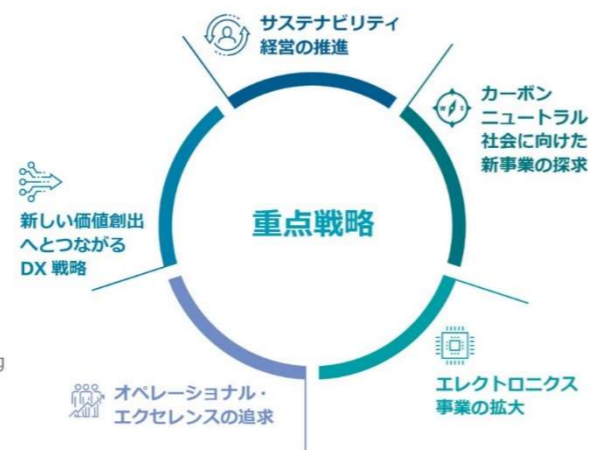 サステナビリティ
経営の推進
カーボン
ニュートラル
社会に向けた
新事業の探求
重点戦略
新しい価値創出
へとつながる
DX 戦略
エレクトロニクス
事業の拡大
オペレーショナル・
エクセレンスの追求
g